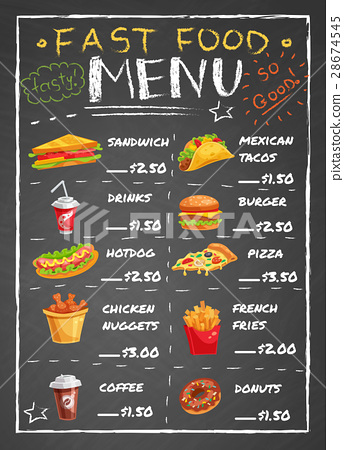 FAST FOOD
MENU
tasty!
SO
GOOD!
SANDWICH
$2.50
MEXICAN
TACOS
$1.50
DRINKS
$1.50
BURGER
$2.50
HOTDOG
$2.50
PIZZA
$3.50
CHICKEN
NUGGETS
$3.00
FRENCH
FRIES
$2.00
COFFEE
$1.50
DONUTS
$1.50
PIXTA
28674545